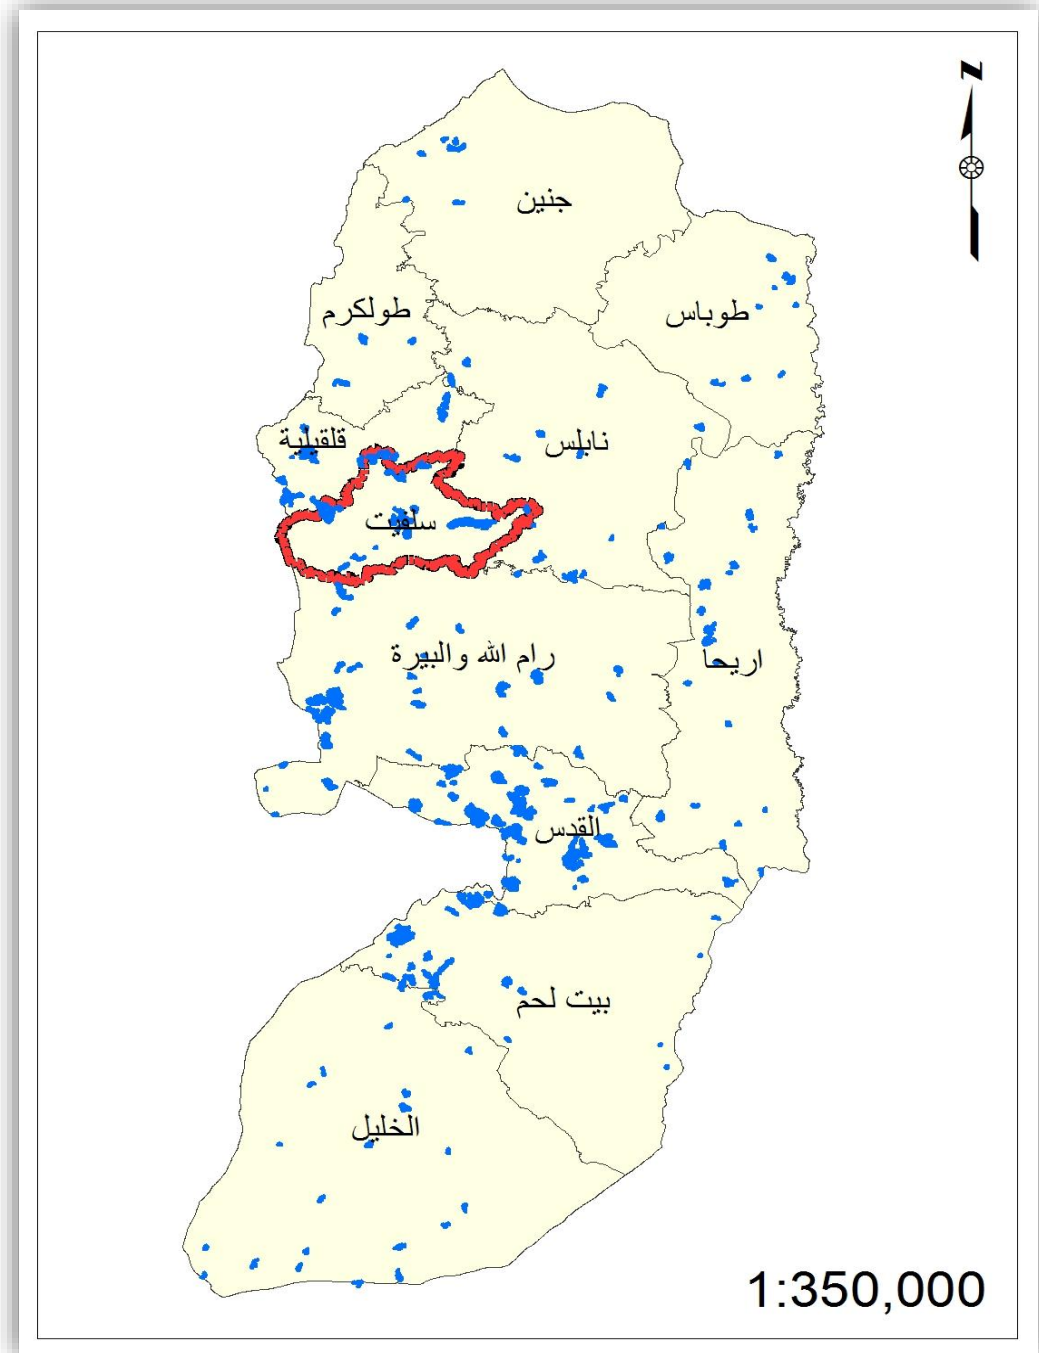 N
جنين
طولكرم
طوباس
قلقيلية
نابلس
سلفيت
رام الله والبيرة
اريحا
القدس
بيت لحم
الخليل
1:350,000